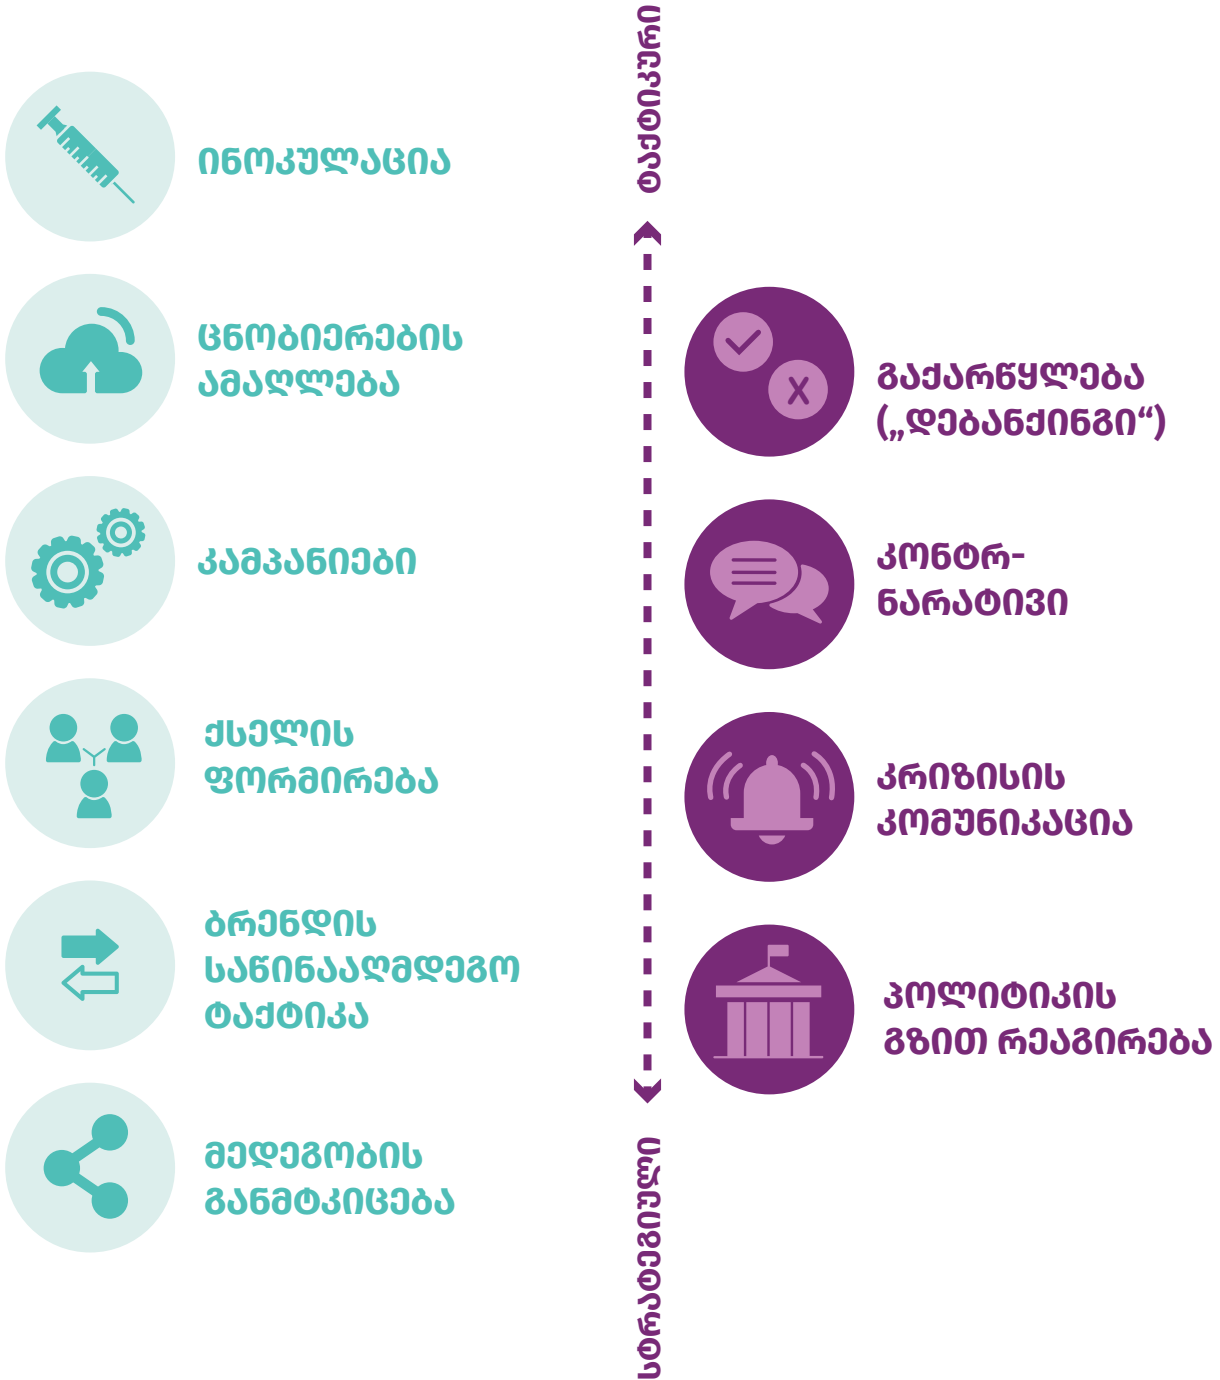 ინოკულაცია
ცნობიერების
ამაღლება
კამპანიები
ქსელის
ფორმირება
ბრენდის
საწინააღმდეგო
ტაქტიკა
მედეგობის
განმტკიცება
ტაქტიკური
სტრატეგიული
გაქარწყლება
(„დებანქინგი“)
კონტრ-
ნარატივი
კრიზისის
კომუნიკაცია
პოლიტიკის
გზით რეაგირება